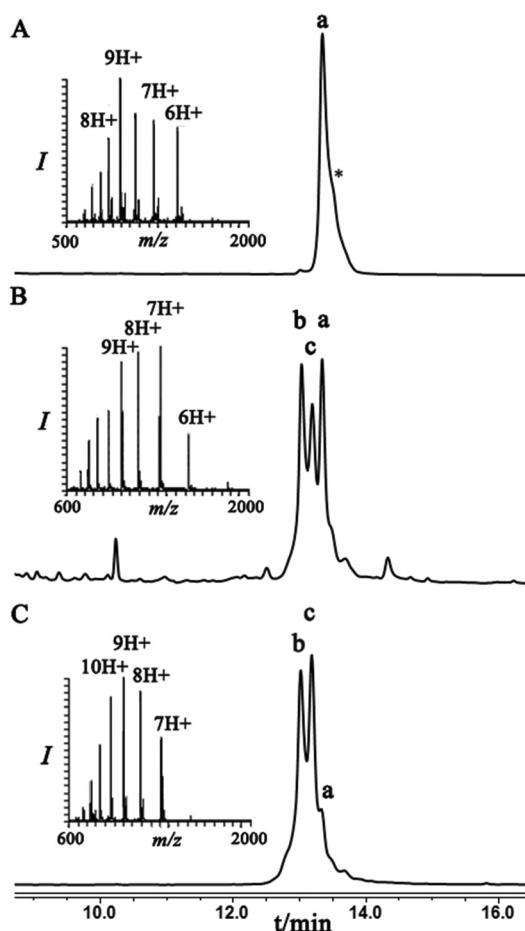 A
a
9H+
7H+
8H+
6H+
*
I
500
m/z
2000
B
b
a
c
7H+
8H+
9H+
6H+
I
600
m/z
2000
C
c
b
9H+
10H+
8H+
7H+
a
I
600
m/z
2000
10.0 12.0 14.0 16.0
t/min